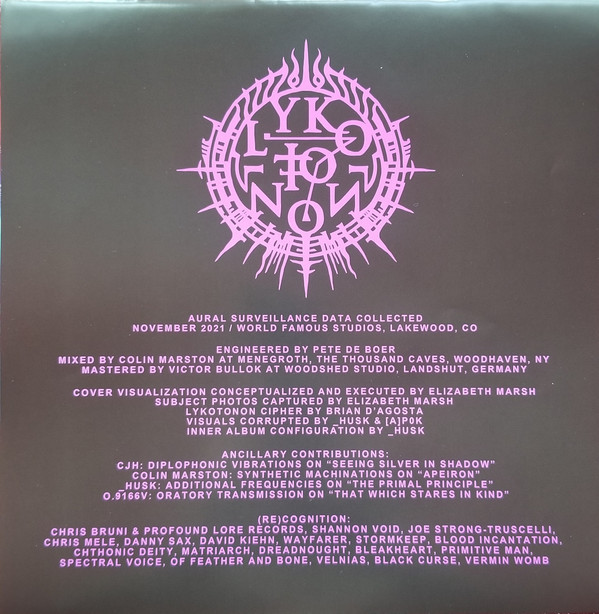 LYKOTONON
AURAL SURVEILLANCE DATA COLLECTED
NOVEMBER 2021 / WORLD FAMOUS STUDIOS, LAKEWOOD, CO
ENGINEERED BY PETE DE BOER
MIXED BY COLIN MARSTON AT MENEGROTH, THE THOUSAND CAVES, WOODHAVEN, NY
MASTERED BY VICTOR BULLOK AT WOODSHED STUDIO, LANDSHUT, GERMANY
COVER VISUALIZATION CONCEPTUALIZED AND EXECUTED BY ELIZABETH MARSH
SUBJECT PHOTOS CAPTURED BY ELIZABETH MARSH
LYKOTONON CIPHER BY BRIAN D'AGOSTA
VISUALS CORRUPTED BY _HUSK & [A]P0K
INNER ALBUM CONFIGURATION BY _HUSK
ANCILLARY CONTRIBUTIONS:
CJH: DIPLOPHONIC VIBRATIONS ON "SEEING SILVER IN SHADOW"
COLIN MARSTON: SYNTHETIC MACHINATIONS ON "APEIRON"
_HUSK: ADDITIONAL FREQUENCIES ON "THE PRIMAL PRINCIPLE"
O.9166V: ORATORY TRANSMISSION ON "THAT WHICH STARES IN KIND"
(RE)COGNITION:
CHRIS BRUNI & PROFOUND LORE RECORDS, SHANNON VOID, JOE STRONG-TRUSCELLI,
CHRIS MELE, DANNY SAX, DAVID KIEHN, WAYFARER, STORMKEEP, BLOOD INCANTATION,
CHTHONIC DEITY, MATRIARCH, DREADNOUGHT, BLEAKHEART, PRIMITIVE MAN,
SPECTRAL VOICE, OF FEATHER AND BONE, VELNIAS, BLACK CURSE, VERMIN WOMB